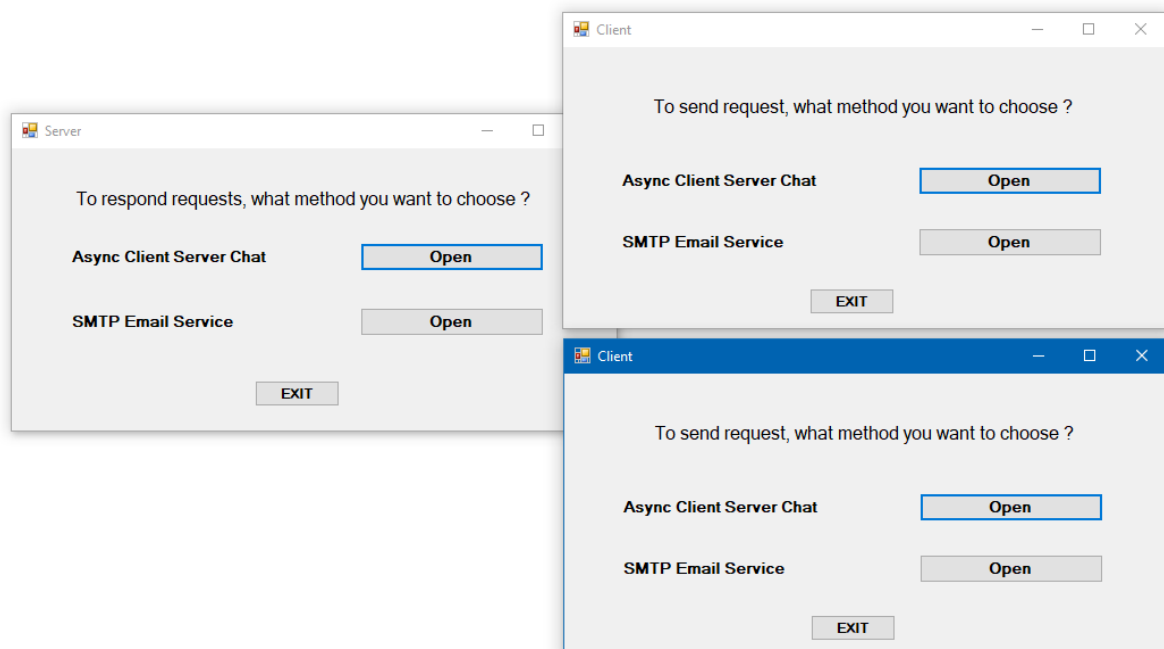 Server
To respond requests, what method you want to choose ?
Async Client Server Chat Open
SMTP Email Service Open
EXIT
Client
To send request, what method you want to choose ?
Async Client Server Chat Open
SMTP Email Service Open
EXIT
Client
To send request, what method you want to choose ?
Async Client Server Chat Open
SMTP Email Service Open
EXIT